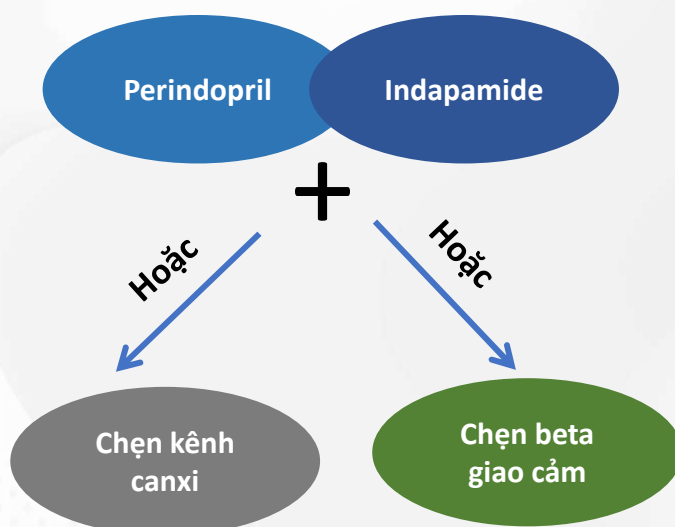 Perindopril
Indapamide
+
Hoặc
Hoặc
Chẹn kênh
canxi
Chẹn beta
giao cảm